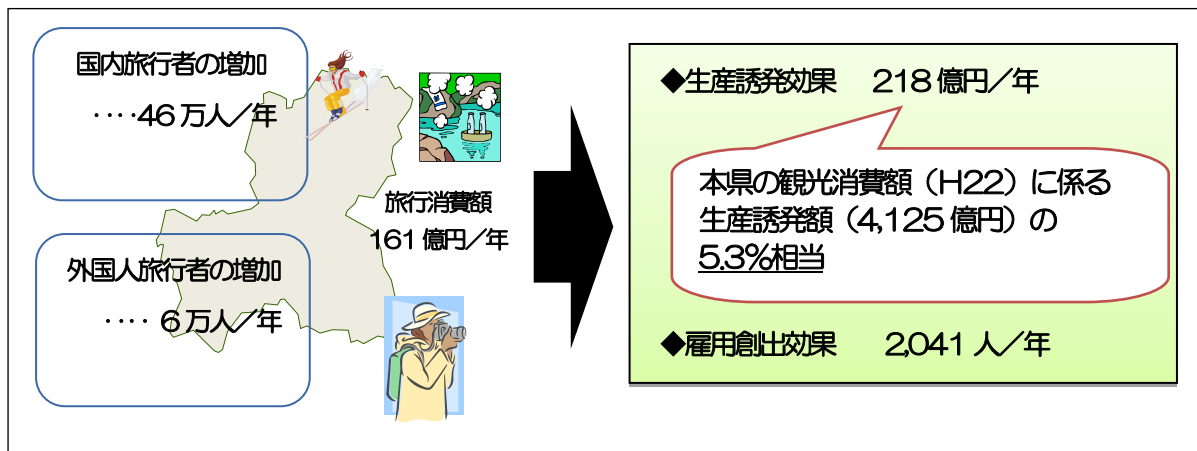 国内旅行者の増加
‥‥46万人／年
旅行消費額
161億円／年
外国人旅行者の増加
‥‥ 6万人／年
◆生産誘発効果　218億円／年
本県の観光消費額（H22）に係る
生産誘発額（4,125億円）の
5.3%相当
◆雇用創出効果　2,041人／年